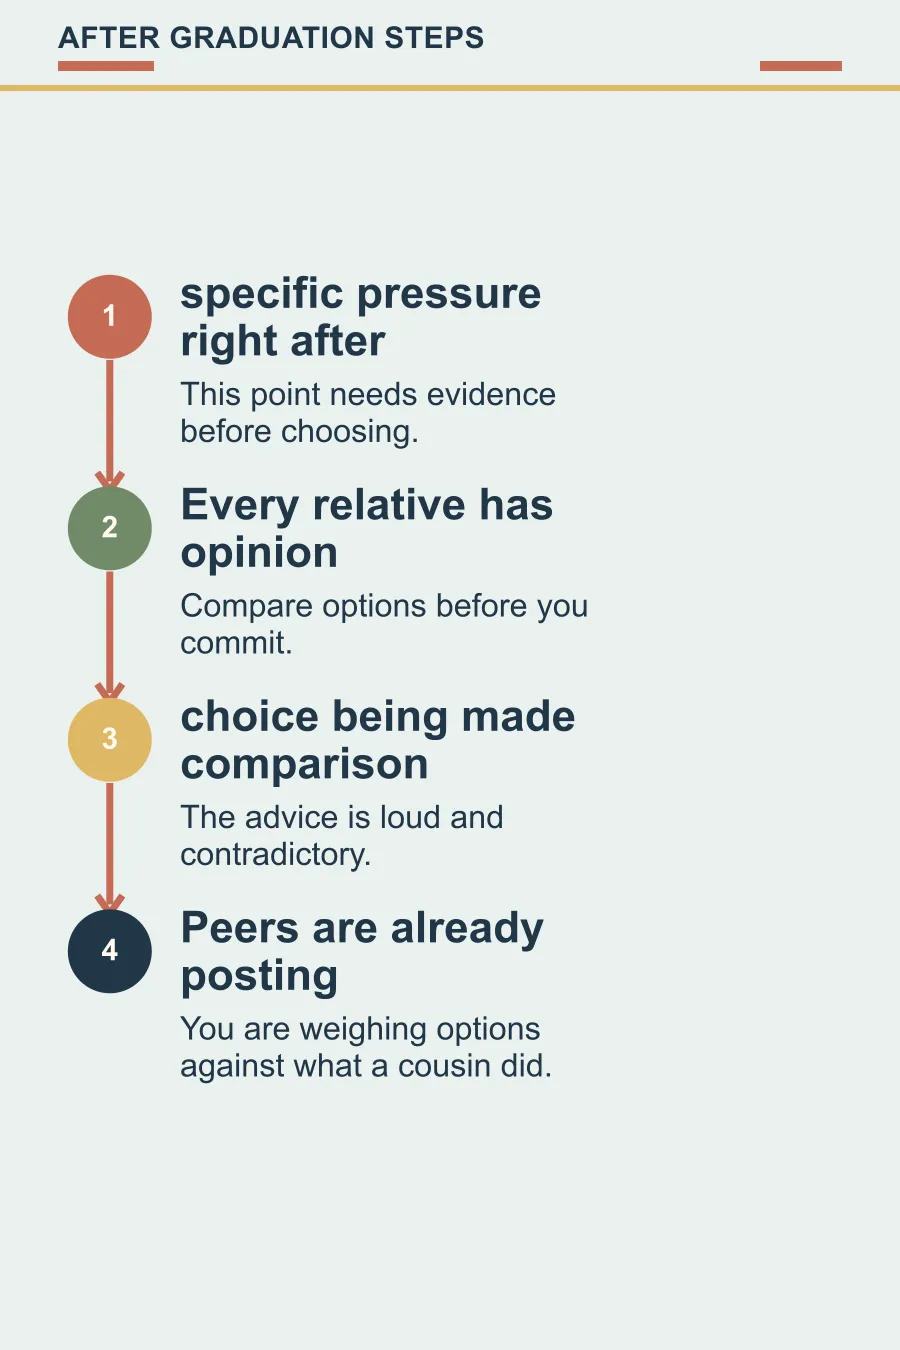 AFTER GRADUATION STEPS
1
specific pressure
right after
This point needs evidence
before choosing.
2
Every relative has
opinion
Compare options before you
commit.
3
choice being made
comparison
The advice is loud and
contradictory.
4
Peers are already
posting
You are weighing options
against what a cousin did.